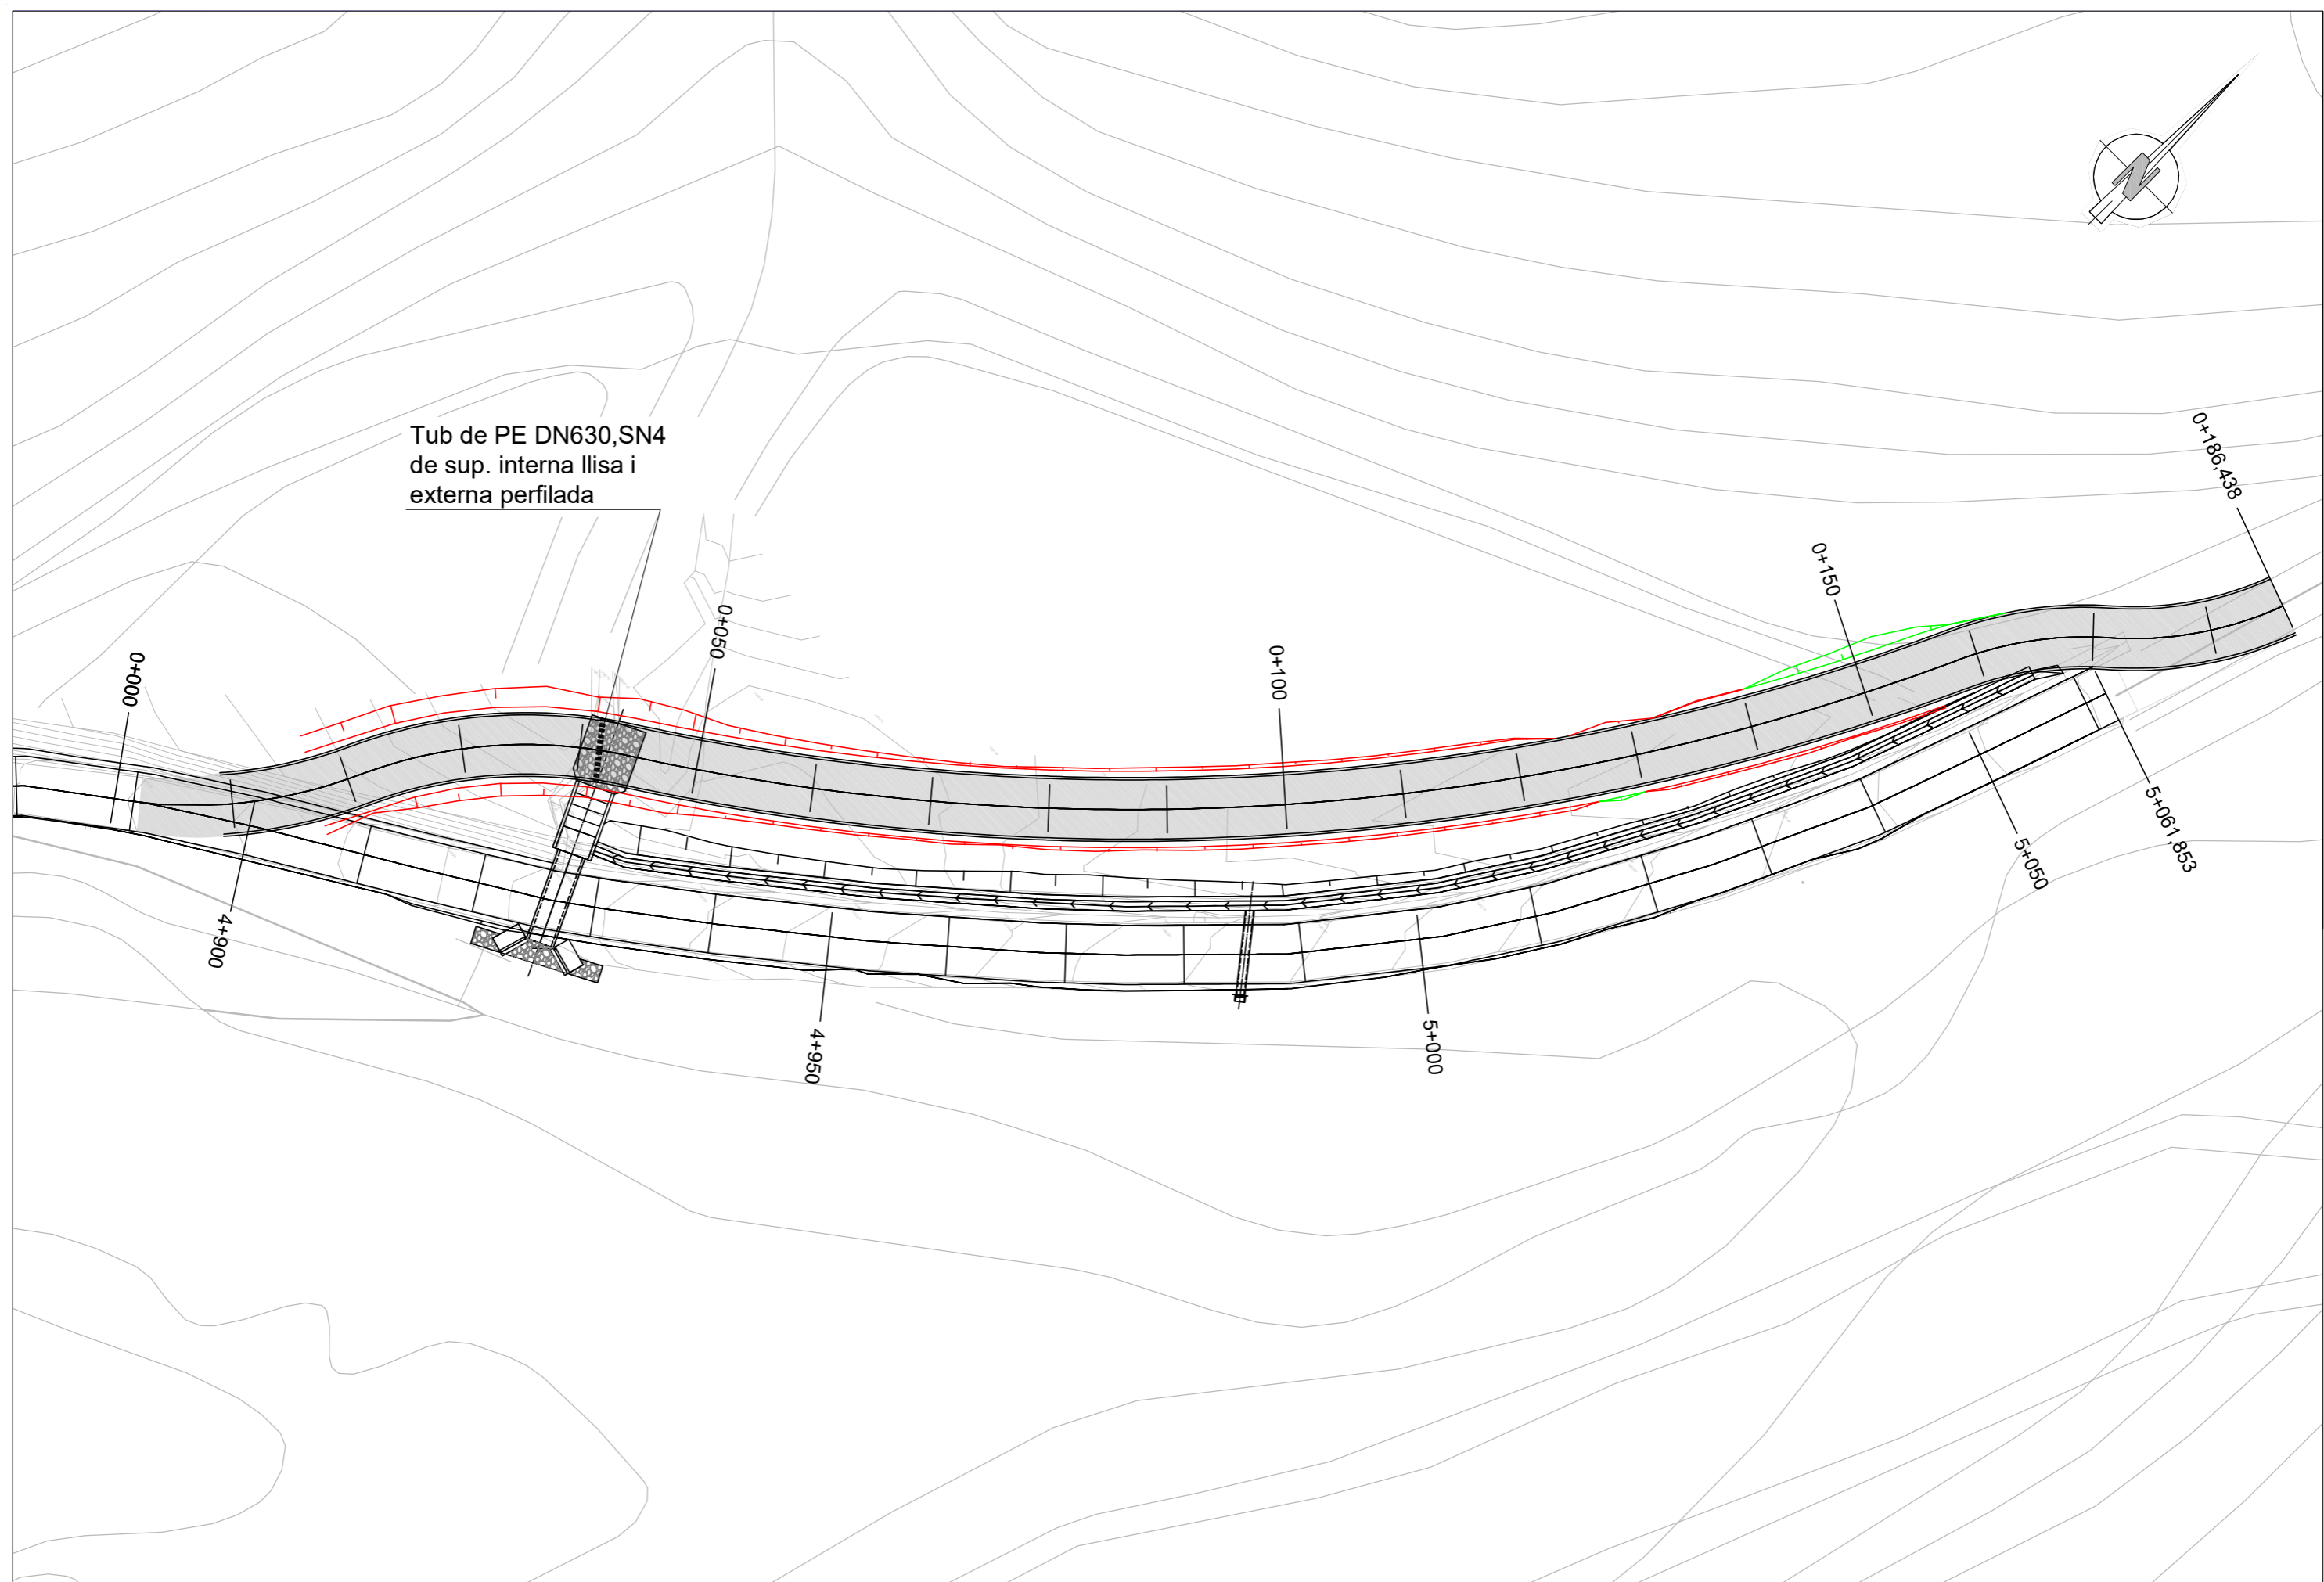 Tub de PE DN630,SN4
de sup. interna llisa i
externa perfilada
0+000
0+050
0+100
0+150
0+186,438
4+900
4+950
5+000
5+050
5+061,853
N